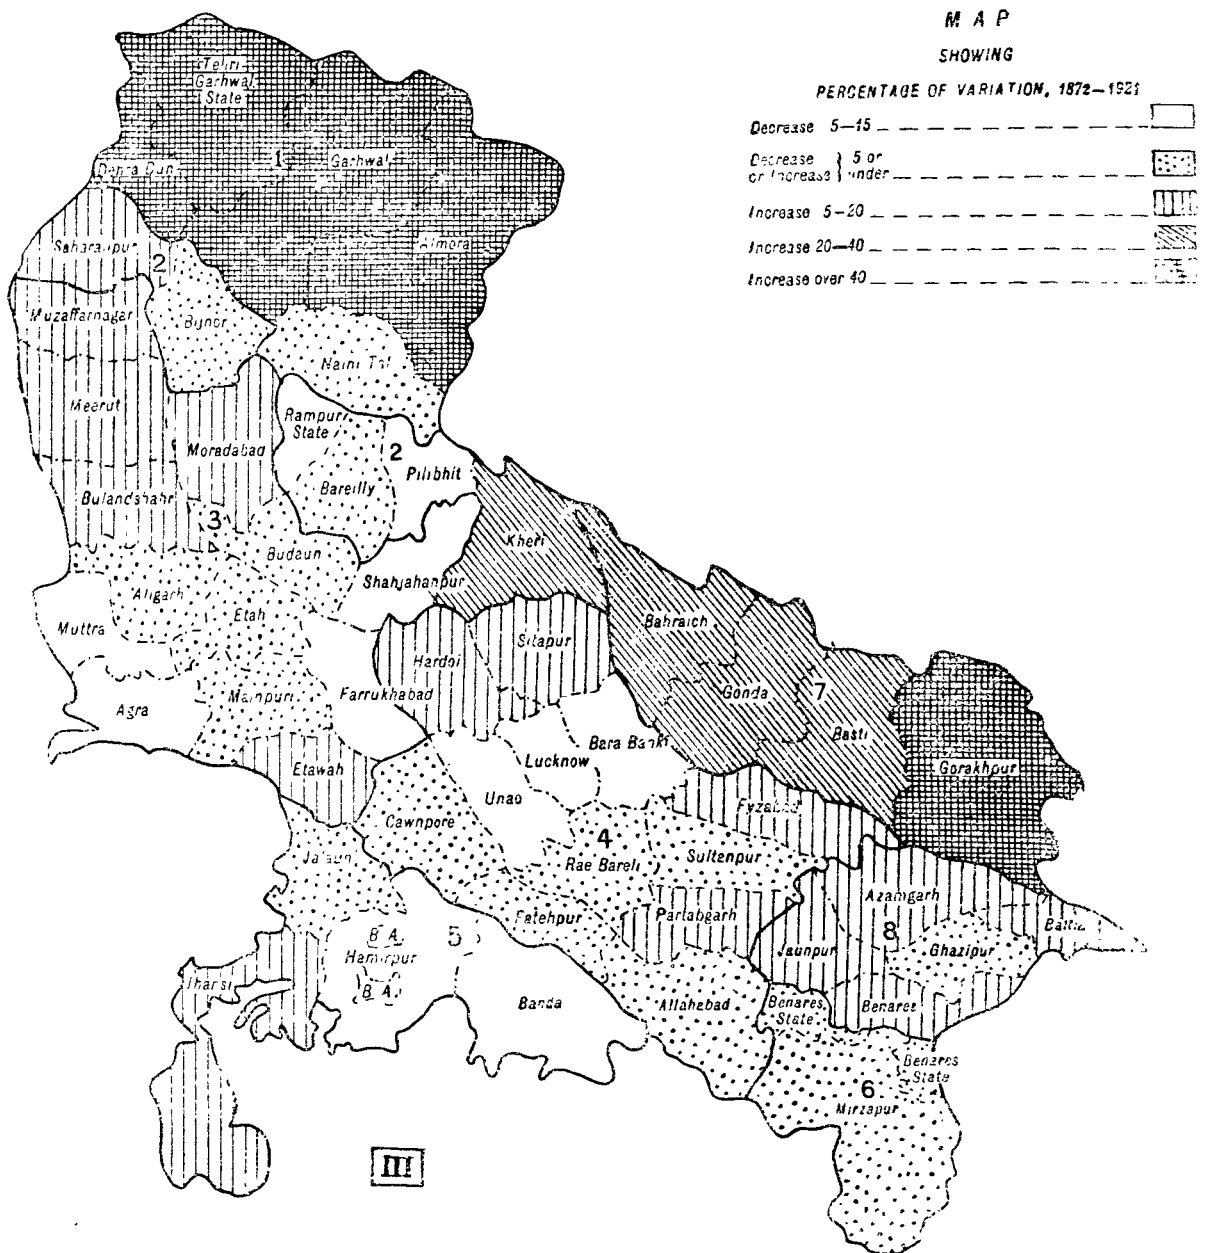 MAP
SHOWING
PERCENTAGE OF VARIATION, 1872–1921
Decrease 5–15
Decrease or Increase } 5 or under
Increase 5–20
Increase 20–40
Increase over 40
Tehri
Garhwal
State
1
Garhwal
Dehra Dun
Almora
Saharanpur
2
Muzaffarnagar
Bijnor
Naini Tal
Meerut
Rampur
State
Moradabad
2
Pilibhit
Bareilly
Bulandshahr
3
Kheri
Budaun
Shahjahanpur
Aligarh
Etah
Muttra
Bahraich
Sitapur
Hardoi
Mainpuri
Farrukhabad
Gonda
7
Agra
Basti
Bara Banki
Lucknow
Gorakhpur
Etawah
Unao
Fyzabad
Cawnpore
4
Jalaun
Rae Bareli
Sultanpur
Azamgarh
Fatehpur
Partabgarh
Ballia
B A
5
8
Ghazipur
Hamirpur
Jaunpur
Jhansi
B A
Banda
Allahabad
Benares
State
Benares
Benares
State
6
Mirzapur
III